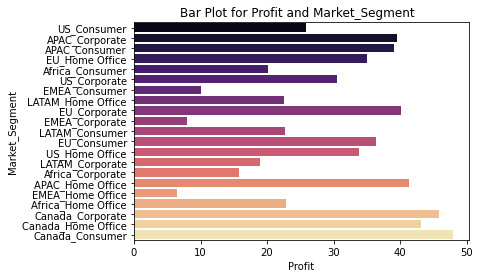 Bar Plot for Profit and Market_Segment
Market_Segment
US_Consumer
APAC_Corporate
APAC_Consumer
EU_Home Office
Africa_Consumer
US_Corporate
EMEA_Consumer
LATAM_Home Office
EU_Corporate
EMEA_Corporate
LATAM_Consumer
EU_Consumer
US_Home Office
LATAM_Corporate
Africa_Corporate
APAC_Home Office
EMEA_Home Office
Africa_Home Office
Canada_Corporate
Canada_Home Office
Canada_Consumer
0 10 20 30 40 50
Profit